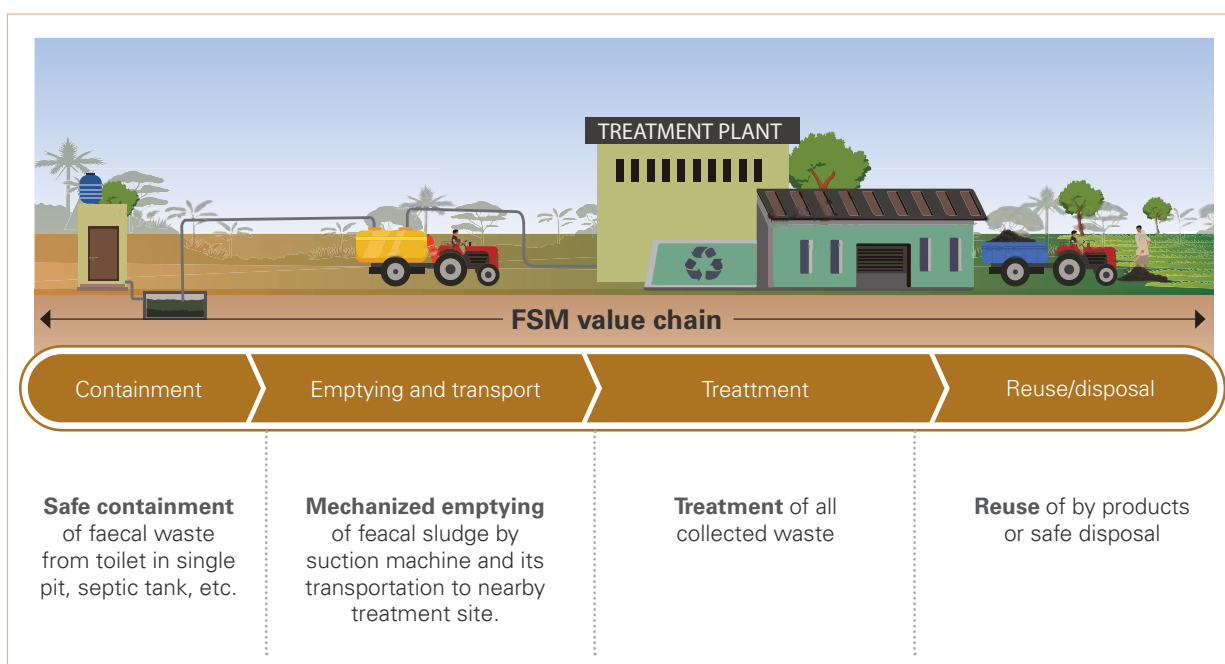 TREATMENT PLANT
FSM value chain
Containment
Emptying and transport
Treattment
Reuse/disposal
Safe containment
of faecal waste
from toilet in single
pit, septic tank, etc.
Mechanized emptying
of feacal sludge by
suction machine and its
transportation to nearby
treatment site.
Treatment of all
collected waste
Reuse of by products
or safe disposal